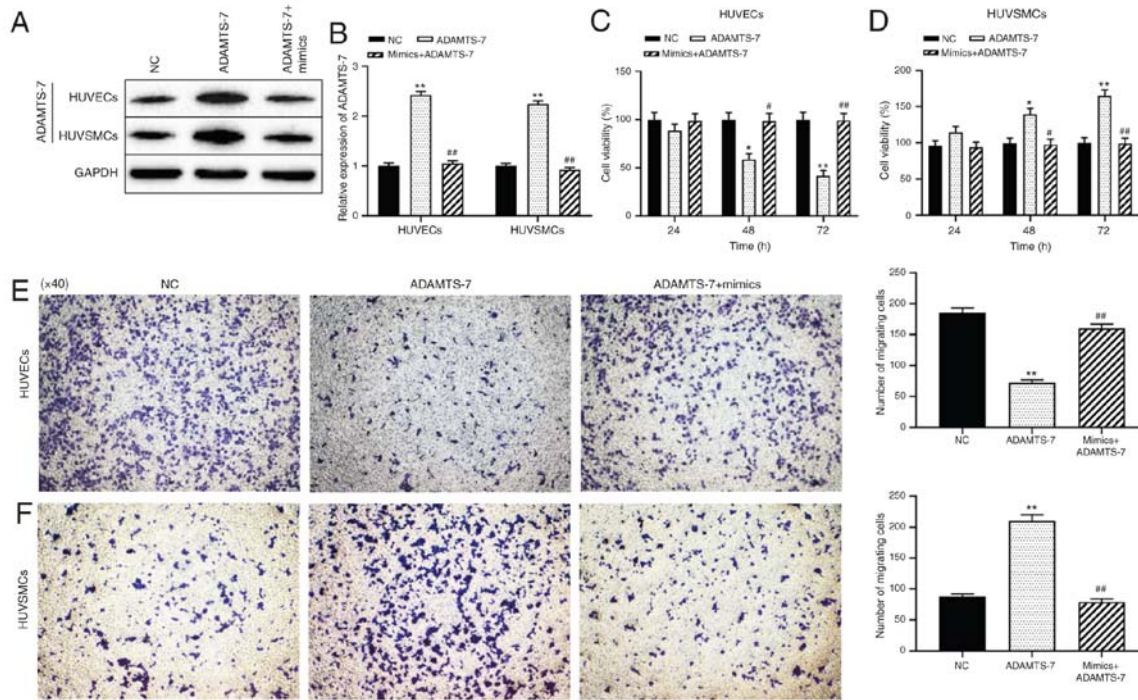 A
NC
ADAMTS-7
ADAMTS-7+
mimics
ADAMTS-7
HUVECs
HUVSMCs
GAPDH
B
NC ADAMTS-7
Mimics+ADAMTS-7
Relative expression of ADAMTS-7
3
2
1
0
**
##
**
##
HUVECs HUVSMCs
C
HUVECs
NC ADAMTS-7
Mimics+ADAMTS-7
Cell viability (%)
150
100
50
0
*
#
**
##
24 48 72
Time (h)
D
HUVSMCs
NC ADAMTS-7
Mimics+ADAMTS-7
Cell viability (%)
200
150
100
50
0
*
#
**
##
24 48 72
Time (h)
E
(×40) NC ADAMTS-7 ADAMTS-7+mimics
HUVECs
Number of migrating cells
250
200
150
100
50
0
**
##
NC ADAMTS-7 Mimics+
ADAMTS-7
F
HUVSMCs
Number of migrating cells
250
200
150
100
50
0
**
##
NC ADAMTS-7 Mimics+
ADAMTS-7